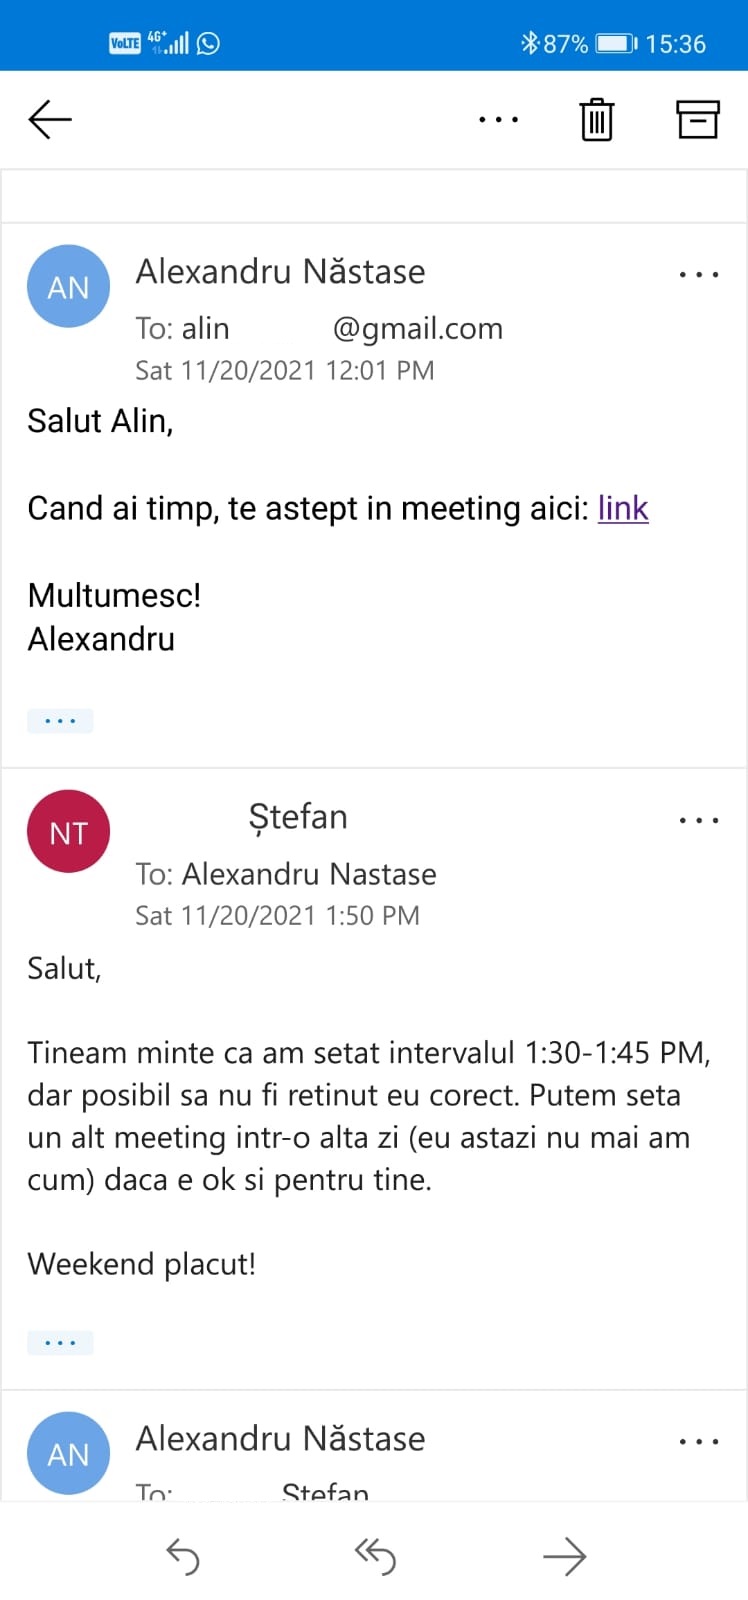 VoLTE 4G+ 87% 15:36
AN
Alexandru Năstase
To: alin @gmail.com
Sat 11/20/2021 12:01 PM
Salut Alin,
Cand ai timp, te astept in meeting aici: link
Multumesc!
Alexandru
NT
Ștefan
To: Alexandru Nastase
Sat 11/20/2021 1:50 PM
Salut,
Tineam minte ca am setat intervalul 1:30-1:45 PM,
dar posibil sa nu fi retinut eu corect. Putem seta
un alt meeting intr-o alta zi (eu astazi nu mai am
cum) daca e ok si pentru tine.
Weekend placut!
AN
Alexandru Năstase
To: Stefan